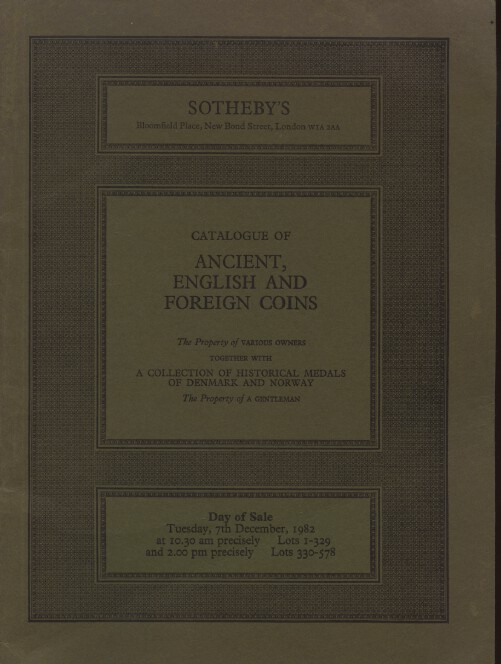 SOTHEBY'S
Bloomfield Place, New Bond Street, London W1A 2AA
CATALOGUE OF
ANCIENT,
ENGLISH AND
FOREIGN COINS
The Property of VARIOUS OWNERS
TOGETHER WITH
A COLLECTION OF HISTORICAL MEDALS
OF DENMARK AND NORWAY
The Property of A GENTLEMAN
Day of Sale
Tuesday, 7th December, 1982
at 10.30 am precisely Lots 1-329
and 2.00 pm precisely Lots 330-578